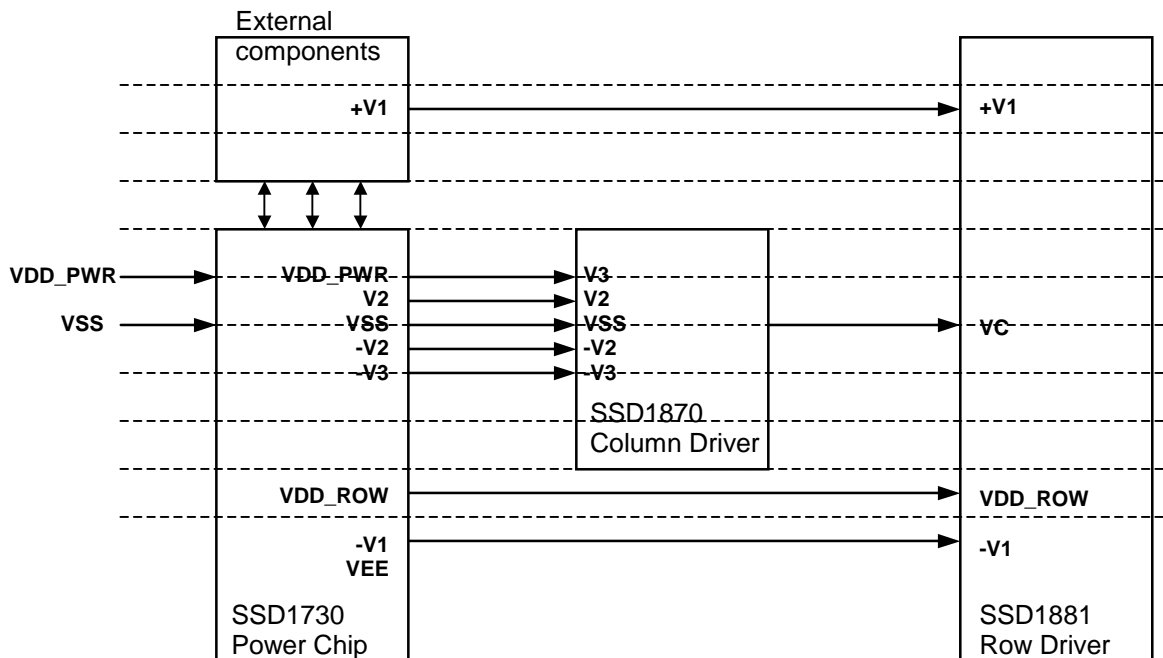 External
components
+V1
+V1
VDD_PWR
VDD_PWR
V3
V2
V2
VSS
VSS
VSS
VC
-V2
-V2
-V3
-V3
SSD1870
Column Driver
VDD_ROW
VDD_ROW
-V1
-V1
VEE
SSD1730
Power Chip
SSD1881
Row Driver